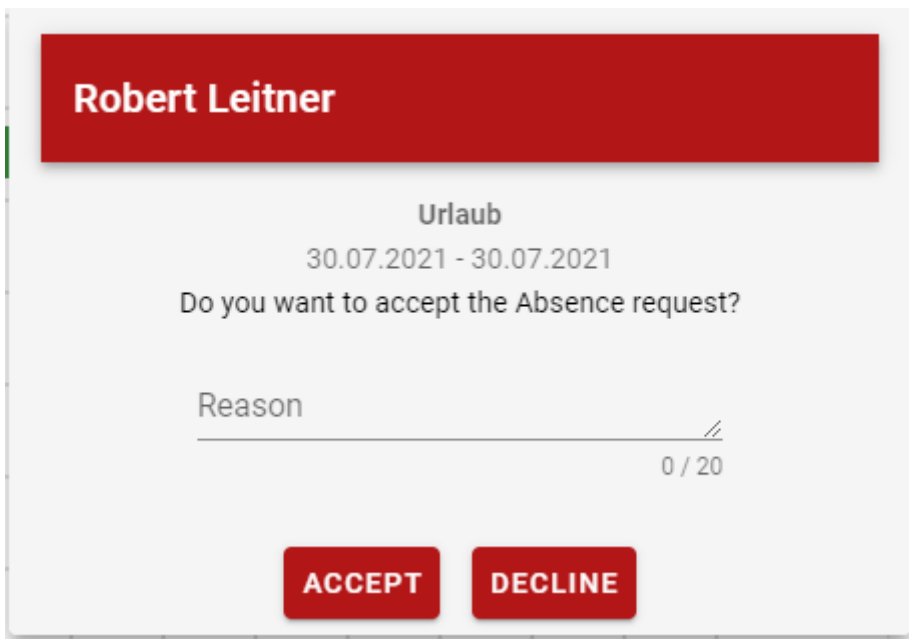 Robert Leitner
Urlaub
30.07.2021 - 30.07.2021
Do you want to accept the Absence request?
Reason
0 / 20
ACCEPT DECLINE